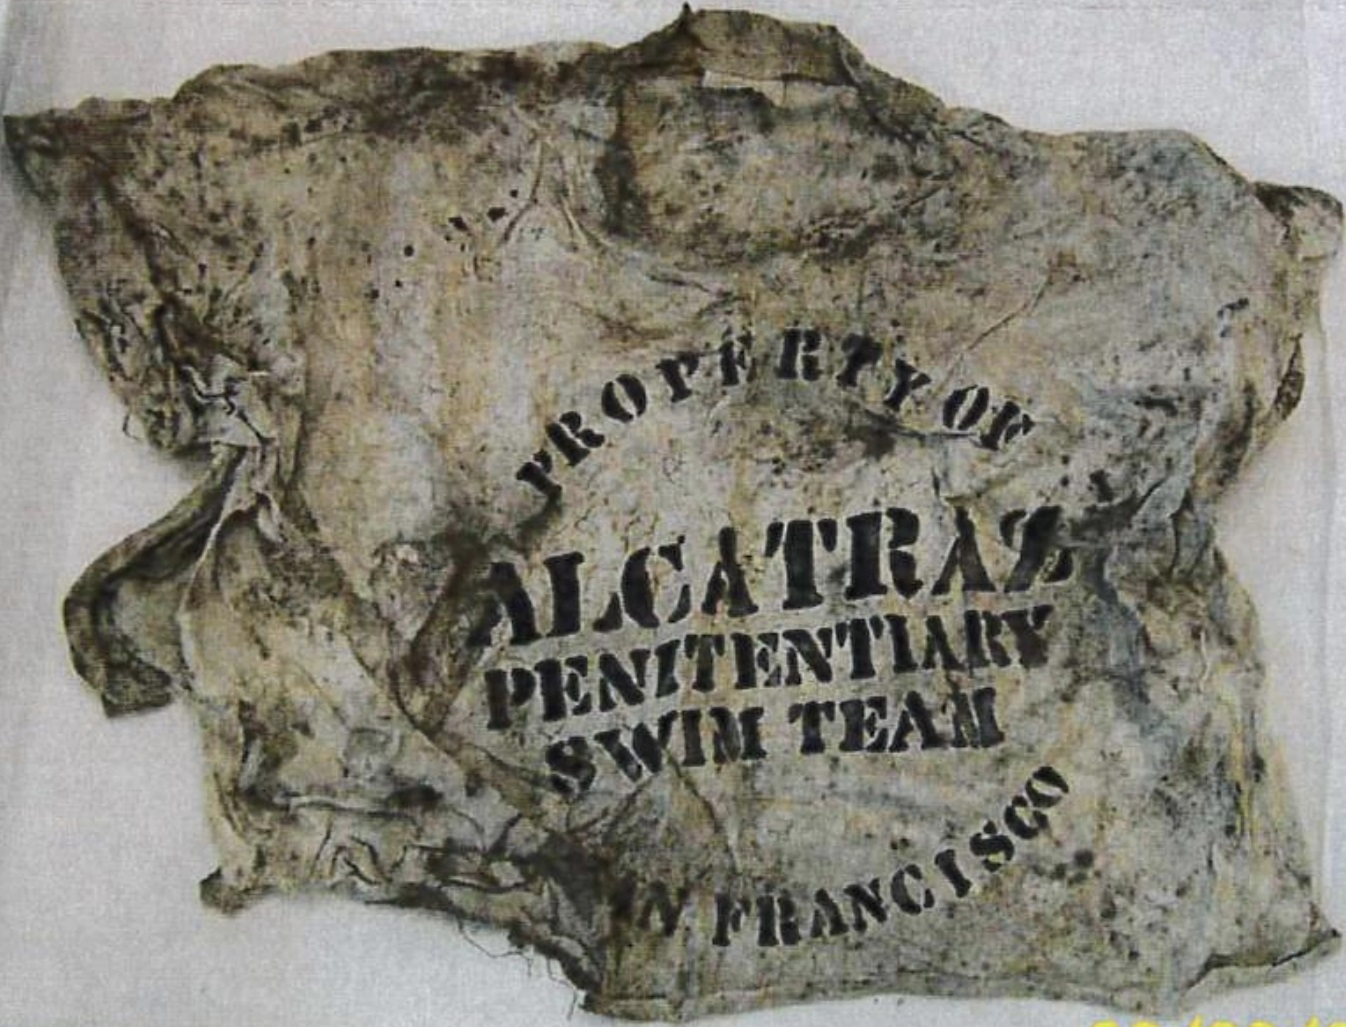 PROPERTY OF
ALCATRAZ
PENITENTIARY
SWIM TEAM
N FRANCISCO